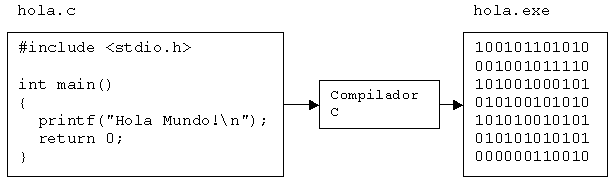 hola.c
#include <stdio.h>
int main()
{
printf("Hola Mundo!\n");
return 0;
}
Compilador
C
hola.exe
100101101010
001001011110
101001000101
010100101010
101010010101
010101010101
000000110010